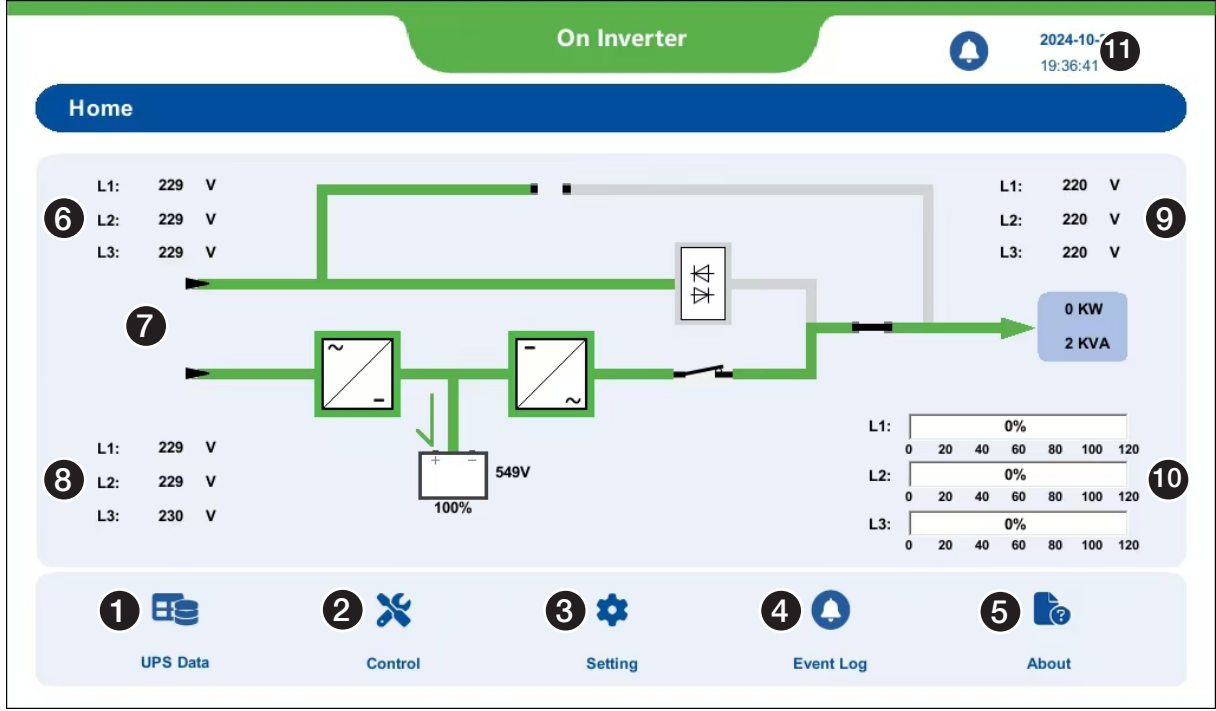 On Inverter
2024-10-
19:36:41
11
Home
L1: 229 V
6
L2: 229 V
L3: 229 V
L1: 220 V
9
L2: 220 V
L3: 220 V
7
0 KW
2 KVA
~
−
−
~
L1: 229 V
8
L2: 229 V
L3: 230 V
+ −
549V
100%
L1: 0%
0 20 40 60 80 100 120
L2: 0%
10
0 20 40 60 80 100 120
L3: 0%
0 20 40 60 80 100 120
1
2
3
4
5
?
UPS Data
Control
Setting
Event Log
About